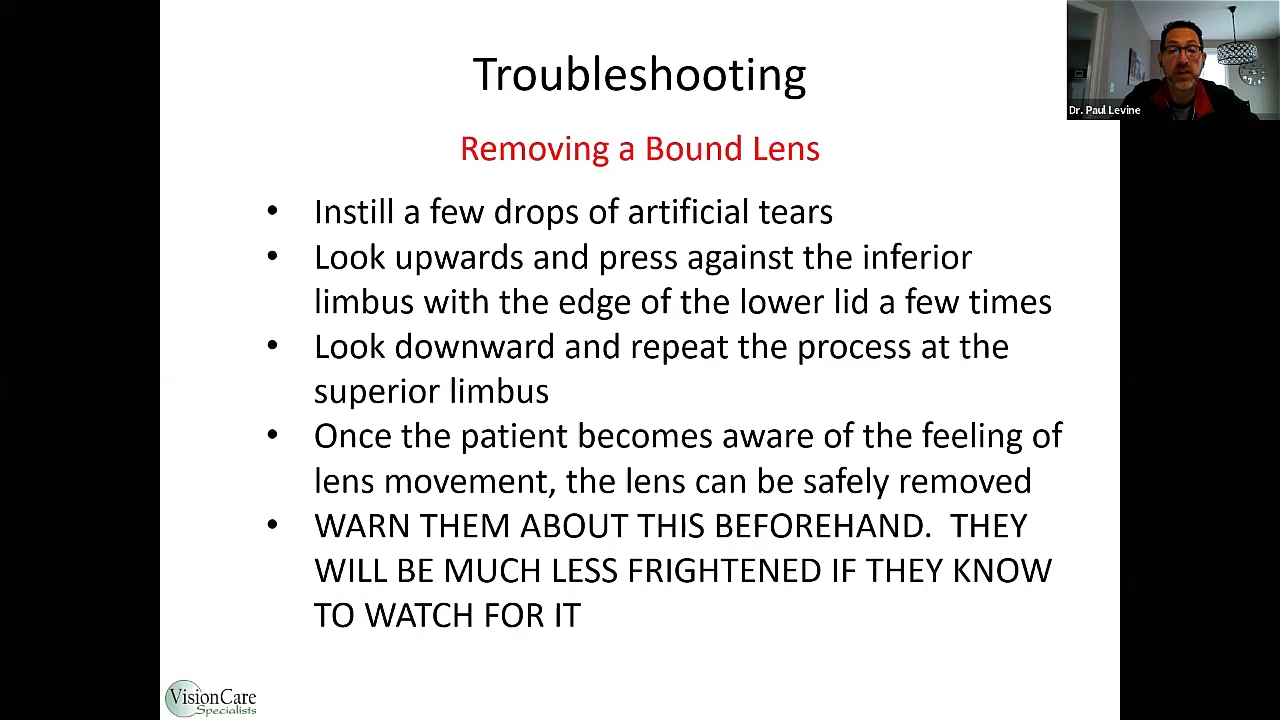 Troubleshooting
Dr. Paul Levine
Removing a Bound Lens
• Instill a few drops of artificial tears
• Look upwards and press against the inferior
limbus with the edge of the lower lid a few times
• Look downward and repeat the process at the
superior limbus
• Once the patient becomes aware of the feeling of
lens movement, the lens can be safely removed
• WARN THEM ABOUT THIS BEFOREHAND.  THEY
WILL BE MUCH LESS FRIGHTENED IF THEY KNOW
TO WATCH FOR IT
VisionCare
Specialists